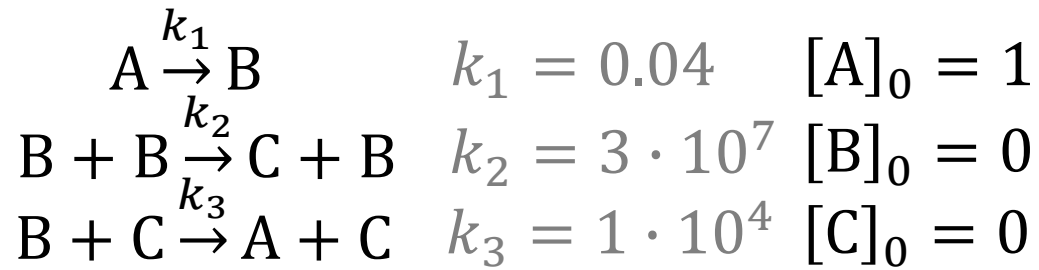 A k₁→ B k₁ = 0.04 [A]₀ = 1
B + B k₂→ C + B k₂ = 3 · 10⁷ [B]₀ = 0
B + C k₃→ A + C k₃ = 1 · 10⁴ [C]₀ = 0